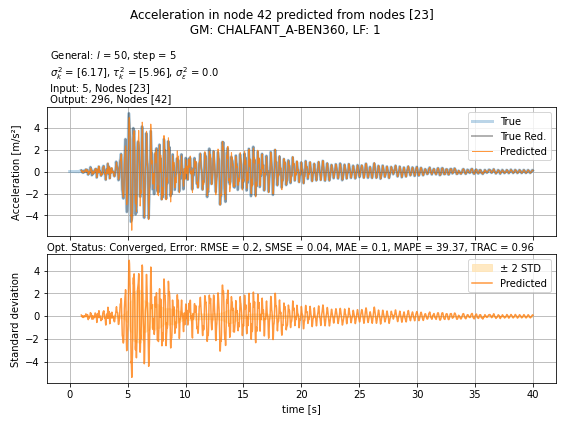 Acceleration in node 42 predicted from nodes [23]
GM: CHALFANT_A-BEN360, LF: 1
General: l = 50, step = 5
σ²ₖ = [6.17], τ²ₖ = [5.96], σ²ε = 0.0
Input: 5, Nodes [23]
Output: 296, Nodes [42]
Acceleration [m/s²]
4
2
0
−2
−4
True
True Red.
Predicted
Opt. Status: Converged, Error: RMSE = 0.2, SMSE = 0.04, MAE = 0.1, MAPE = 39.37, TRAC = 0.96
Standard deviation
4
2
0
−2
−4
± 2 STD
Predicted
0 5 10 15 20 25 30 35 40
time [s]